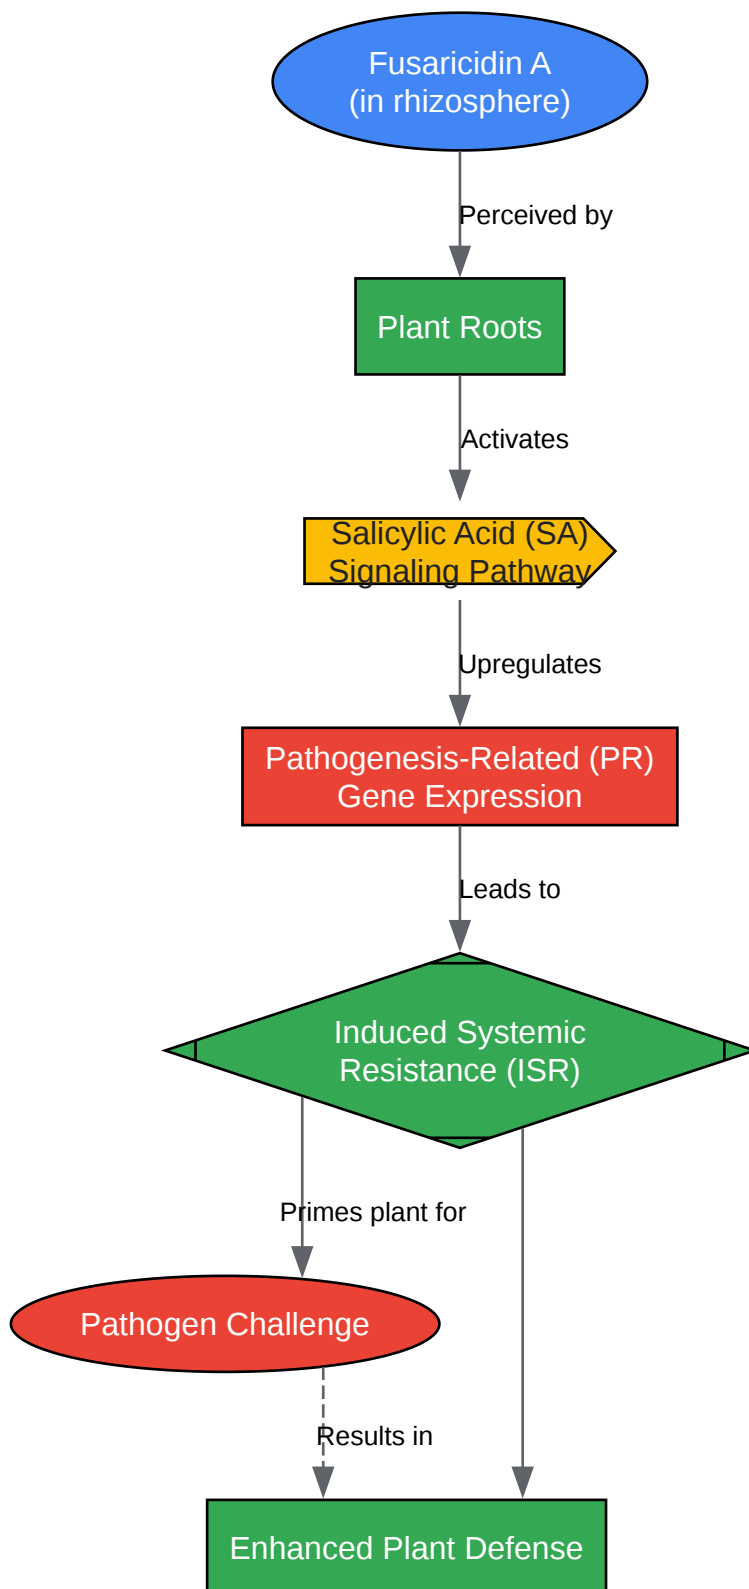 Fusaricidin A
(in rhizosphere)
Perceived by
Plant Roots
Activates
Salicylic Acid (SA)
Signaling Pathway
Upregulates
Pathogenesis-Related (PR)
Gene Expression
Leads to
Induced Systemic
Resistance (ISR)
Primes plant for
Pathogen Challenge
Results in
Enhanced Plant Defense